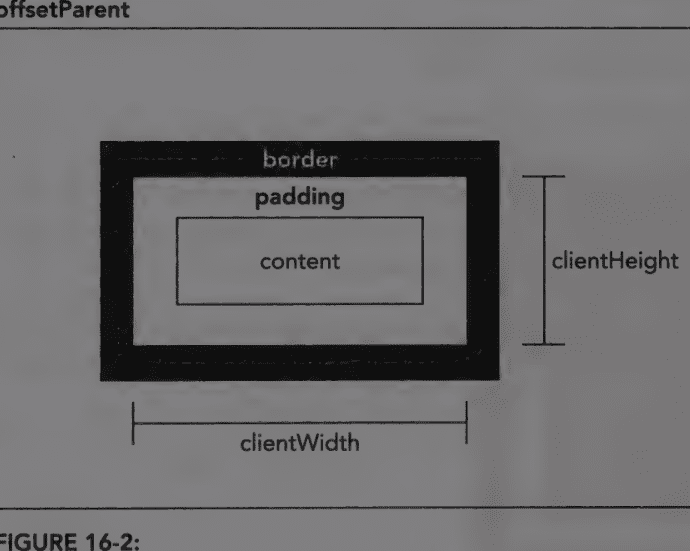 offsetParent
border
padding
content
clientHeight
clientWidth
FIGURE 16-2: